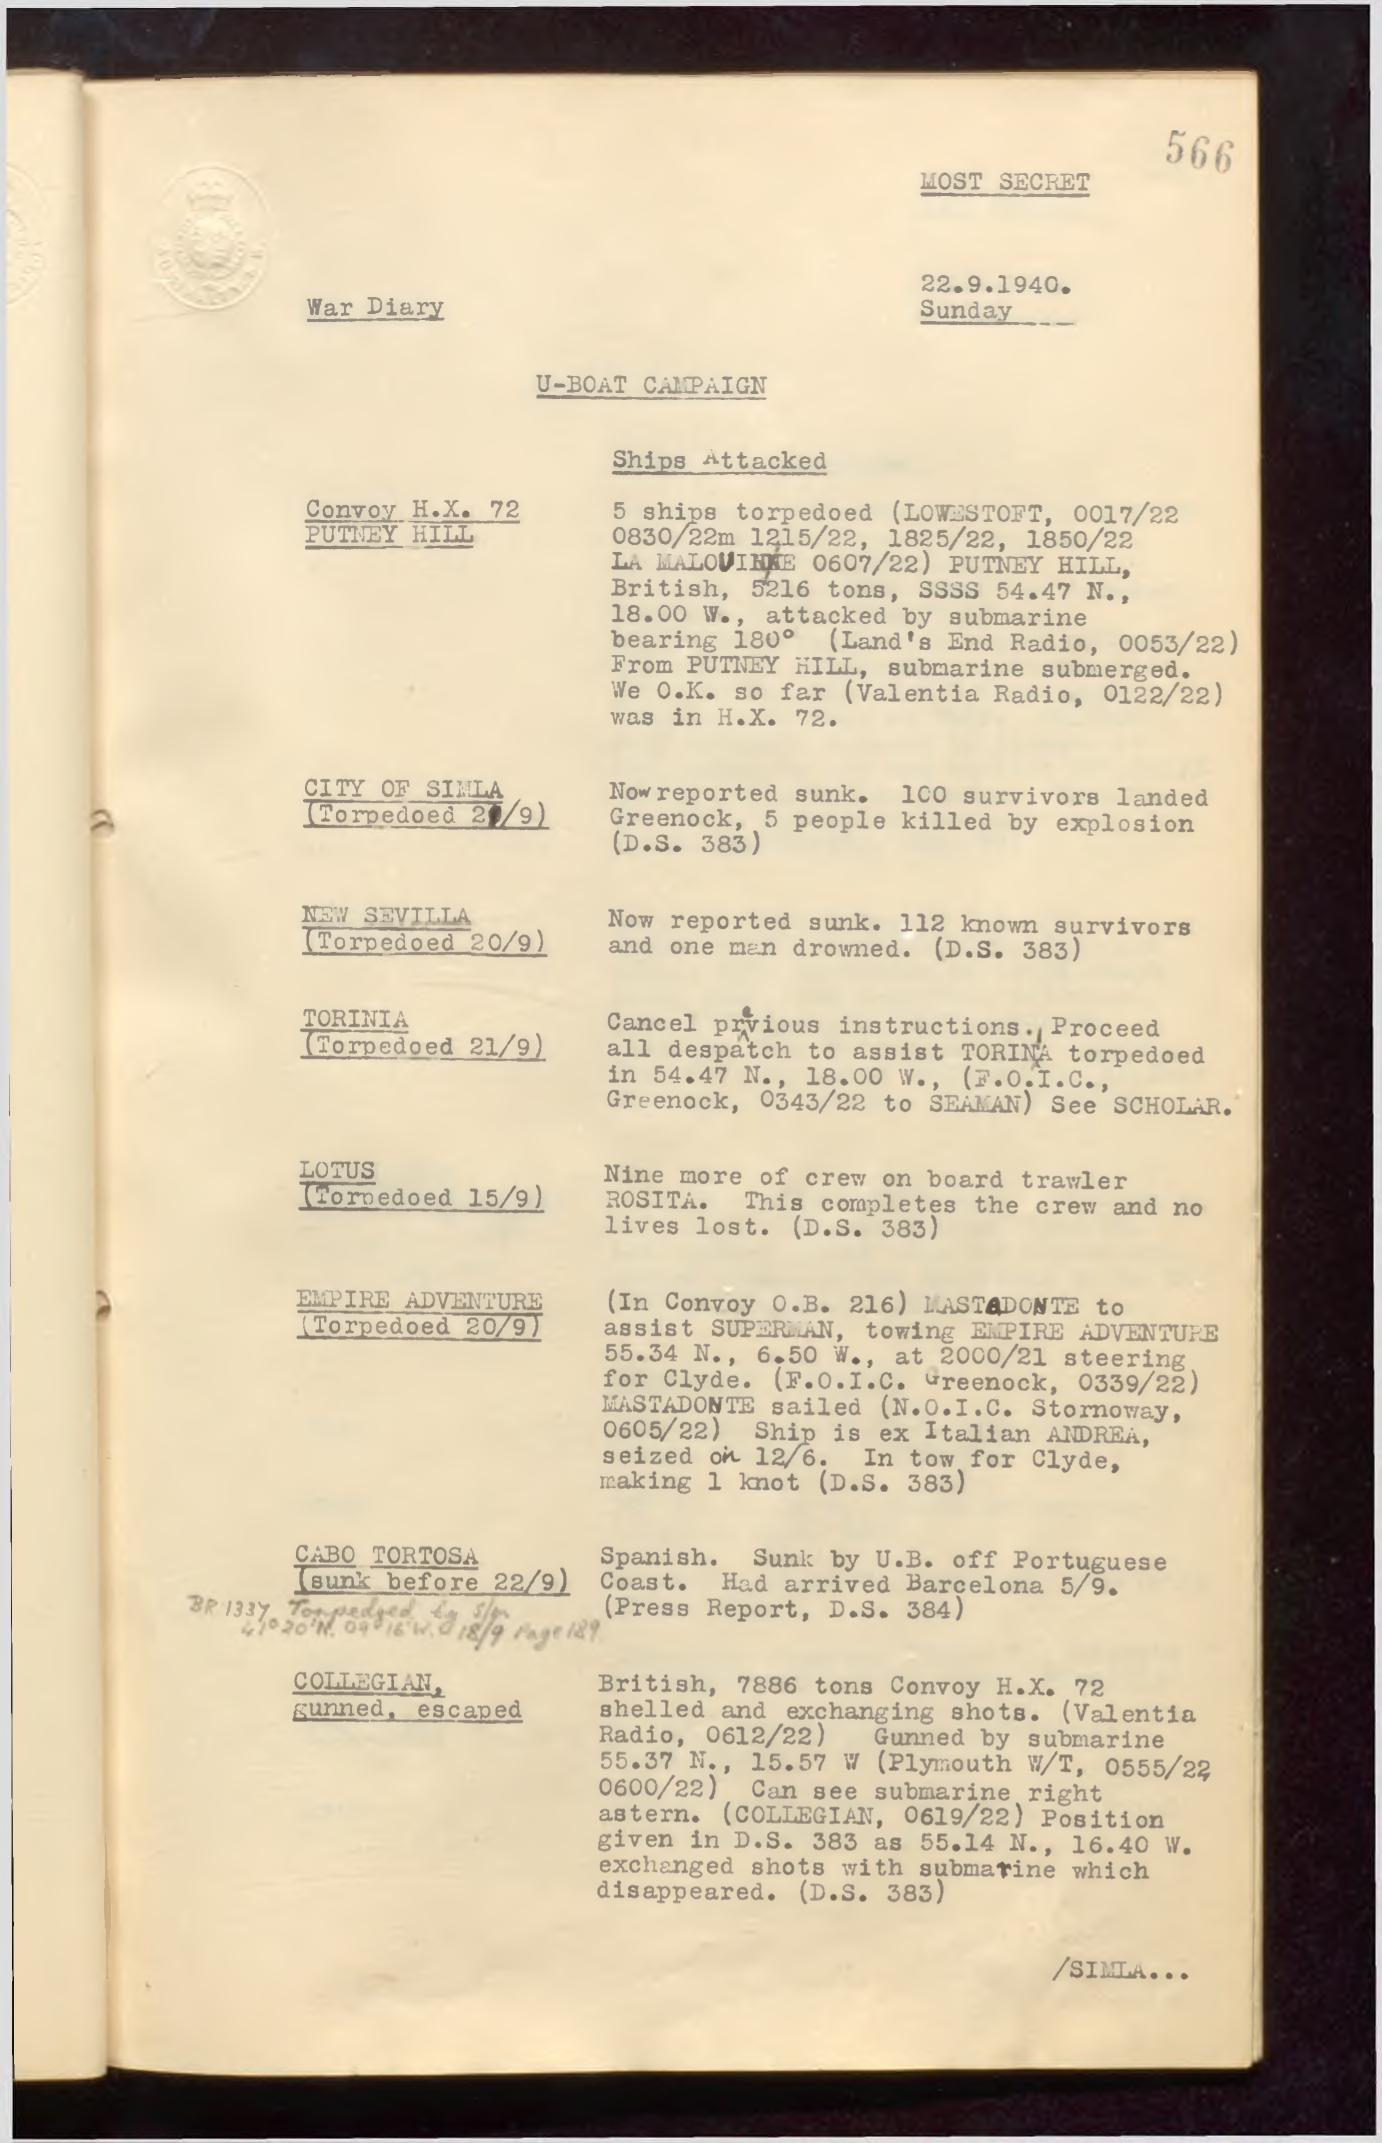 566
MOST SECRET
22.9.1940.
War Diary
Sunday
U-BOAT CAMPAIGN
Ships Attacked
Convoy H.X. 72
PUTNEY HILL
5 ships torpedoed (LOWESTOFT, 0017/22
0830/22m 1215/22, 1825/22, 1850/22
LA MALOUINE 0607/22) PUTNEY HILL,
British, 5216 tons, SSSS 54.47 N.,
18.00 W., attacked by submarine
bearing 180° (Land's End Radio, 0053/22)
From PUTNEY HILL, submarine submerged.
We O.K. so far (Valentia Radio, 0122/22)
was in H.X. 72.
CITY OF SIMLA
(Torpedoed 21/9)
Now reported sunk. 100 survivors landed
Greenock, 5 people killed by explosion
(D.S. 383)
NEW SEVILLA
(Torpedoed 20/9)
Now reported sunk. 112 known survivors
and one man drowned. (D.S. 383)
TORINIA
(Torpedoed 21/9)
Cancel previous instructions. Proceed
all despatch to assist TORINIA torpedoed
in 54.47 N., 18.00 W., (F.O.I.C.,
Greenock, 0343/22 to SEAMAN) See SCHOLAR.
LOTUS
(Torpedoed 15/9)
Nine more of crew on board trawler
ROSITA. This completes the crew and no
lives lost. (D.S. 383)
EMPIRE ADVENTURE
(Torpedoed 20/9)
(In Convoy O.B. 216) MASTADONTE to
assist SUPERMAN, towing EMPIRE ADVENTURE
55.34 N., 6.50 W., at 2000/21 steering
for Clyde. (F.O.I.C. Greenock, 0339/22)
MASTADONTE sailed (N.O.I.C. Stornoway,
0605/22) Ship is ex Italian ANDREA,
seized on 12/6. In tow for Clyde,
making 1 knot (D.S. 383)
CABO TORTOSA
(sunk before 22/9)
BR 1337 Torpedoed by S/m
41° 20' N. 09° 16' W. 18/9 Page 189
Spanish. Sunk by U.B. off Portuguese
Coast. Had arrived Barcelona 5/9.
(Press Report, D.S. 384)
COLLEGIAN,
gunned, escaped
British, 7886 tons Convoy H.X. 72
shelled and exchanging shots. (Valentia
Radio, 0612/22) Gunned by submarine
55.37 N., 15.57 W (Plymouth W/T, 0555/22,
0600/22) Can see submarine right
astern. (COLLEGIAN, 0619/22) Position
given in D.S. 383 as 55.14 N., 16.40 W.
exchanged shots with submarine which
disappeared. (D.S. 383)
/SIMLA...